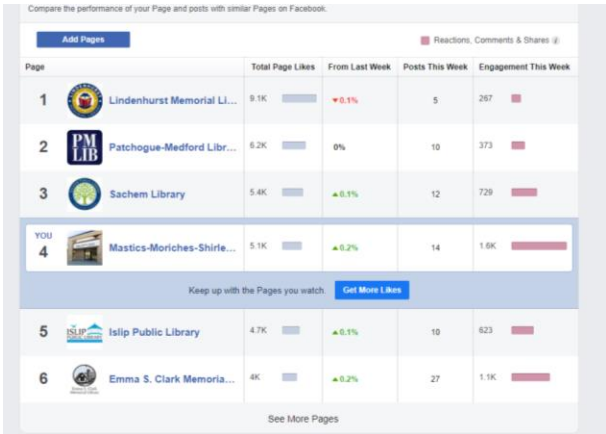 Compare the performance of your Page and posts with similar Pages on Facebook.
Add Pages
Reactions, Comments & Shares
Page Total Page Likes From Last Week Posts This Week Engagement This Week
1 Lindenhurst Memorial Li... 9.1K ▼0.1% 5 267
2 PM LIB Patchogue-Medford Libr... 6.2K 0% 10 373
3 Sachem Library 5.4K ▲0.1% 12 729
YOU
4 Mastics-Moriches-Shirle... 5.1K ▲0.2% 14 1.6K
Keep up with the Pages you watch. Get More Likes
5 ISLIP Islip Public Library 4.7K ▲0.1% 10 623
6 Emma S. Clark Memoria... 4K ▲0.2% 27 1.1K
See More Pages